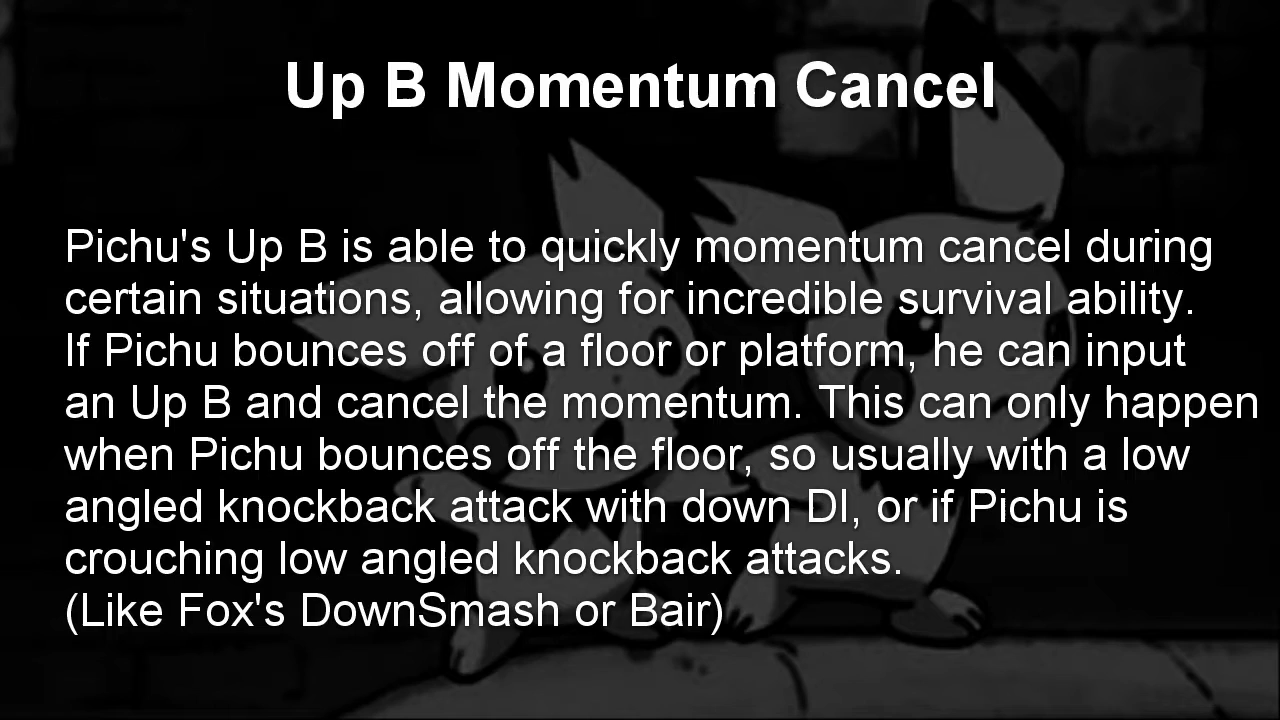 Up B Momentum Cancel
Pichu's Up B is able to quickly momentum cancel during
certain situations, allowing for incredible survival ability.
If Pichu bounces off of a floor or platform, he can input
an Up B and cancel the momentum. This can only happen
when Pichu bounces off the floor, so usually with a low
angled knockback attack with down DI, or if Pichu is
crouching low angled knockback attacks.
(Like Fox's DownSmash or Bair)